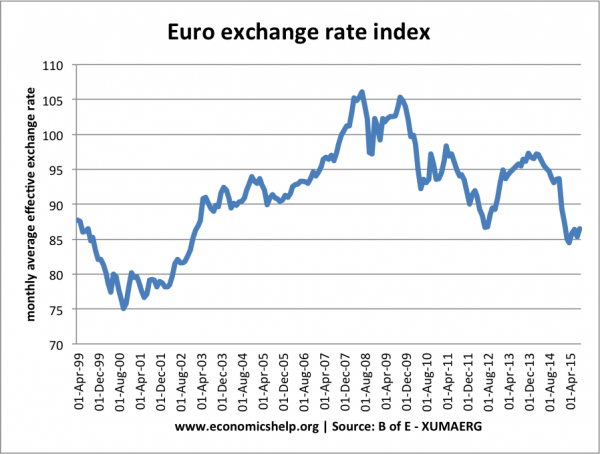 Euro exchange rate index
monthly average effective exchange rate
110
105
100
95
90
85
80
75
70
01-Apr-99
01-Dec-99
01-Aug-00
01-Apr-01
01-Dec-01
01-Aug-02
01-Apr-03
01-Dec-03
01-Aug-04
01-Apr-05
01-Dec-05
01-Aug-06
01-Apr-07
01-Dec-07
01-Aug-08
01-Apr-09
01-Dec-09
01-Aug-10
01-Apr-11
01-Dec-11
01-Aug-12
01-Apr-13
01-Dec-13
01-Aug-14
01-Apr-15
www.economicshelp.org | Source: B of E - XUMAERG